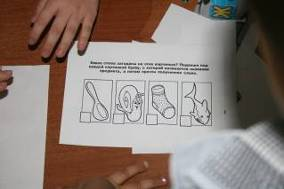 Какое слово загадано на этих картинках? Подпиши под
каждой картинкой букву, с которой начинается название
предмета, а затем прочти полученное слово.